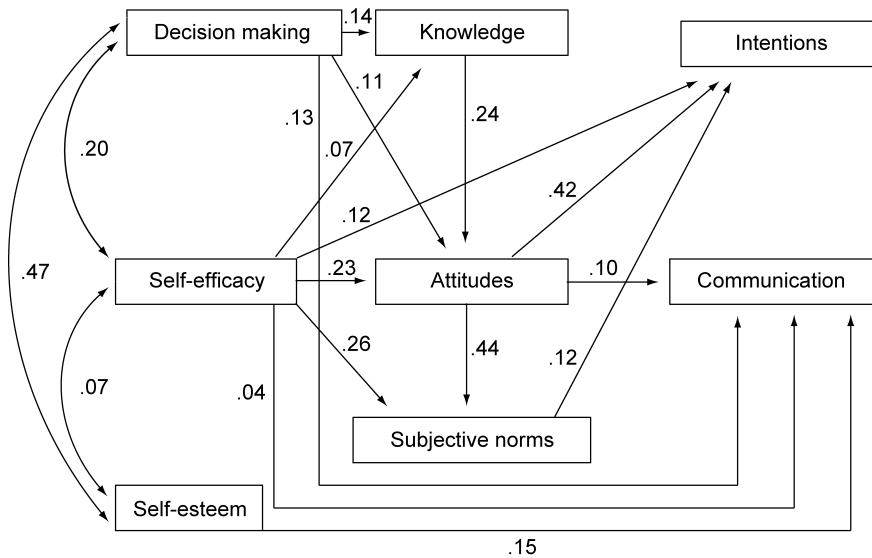 Decision making
.14
Knowledge
Intentions
.11
.13
.24
.20
.07
.42
.12
.47
Self-efficacy
.23
Attitudes
.10
Communication
.26
.44
.12
.07
.04
Subjective norms
Self-esteem
.15